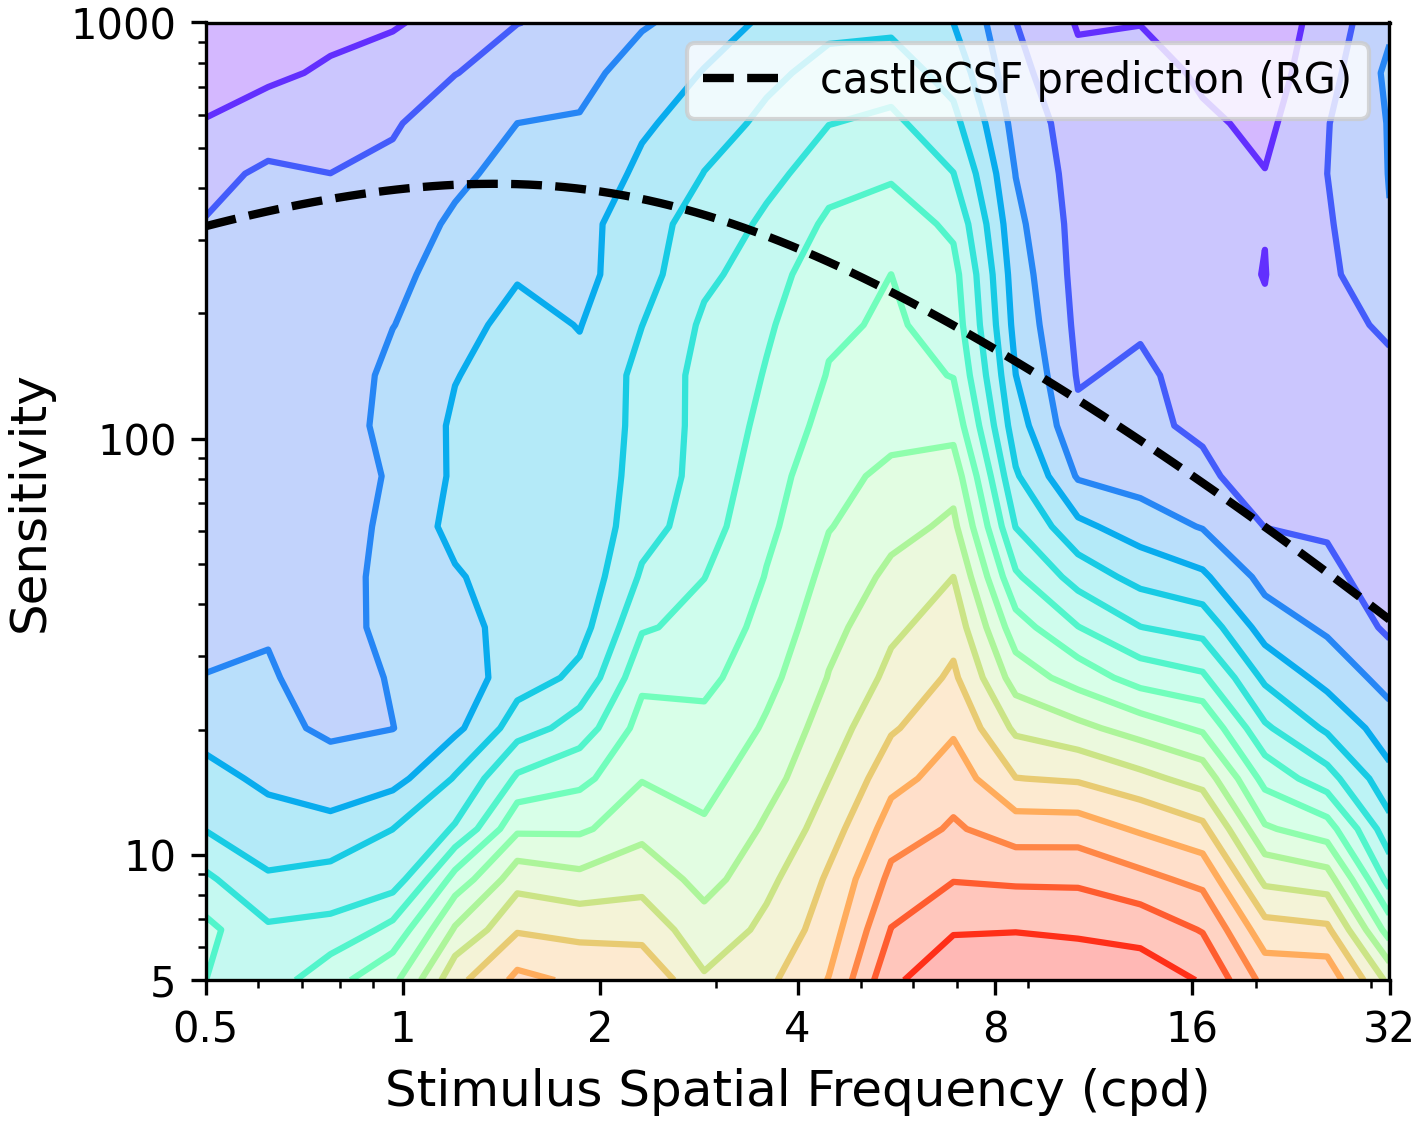 1000
castleCSF prediction (RG)
Sensitivity
100
10
5
0.5 1 2 4 8 16 32
Stimulus Spatial Frequency (cpd)